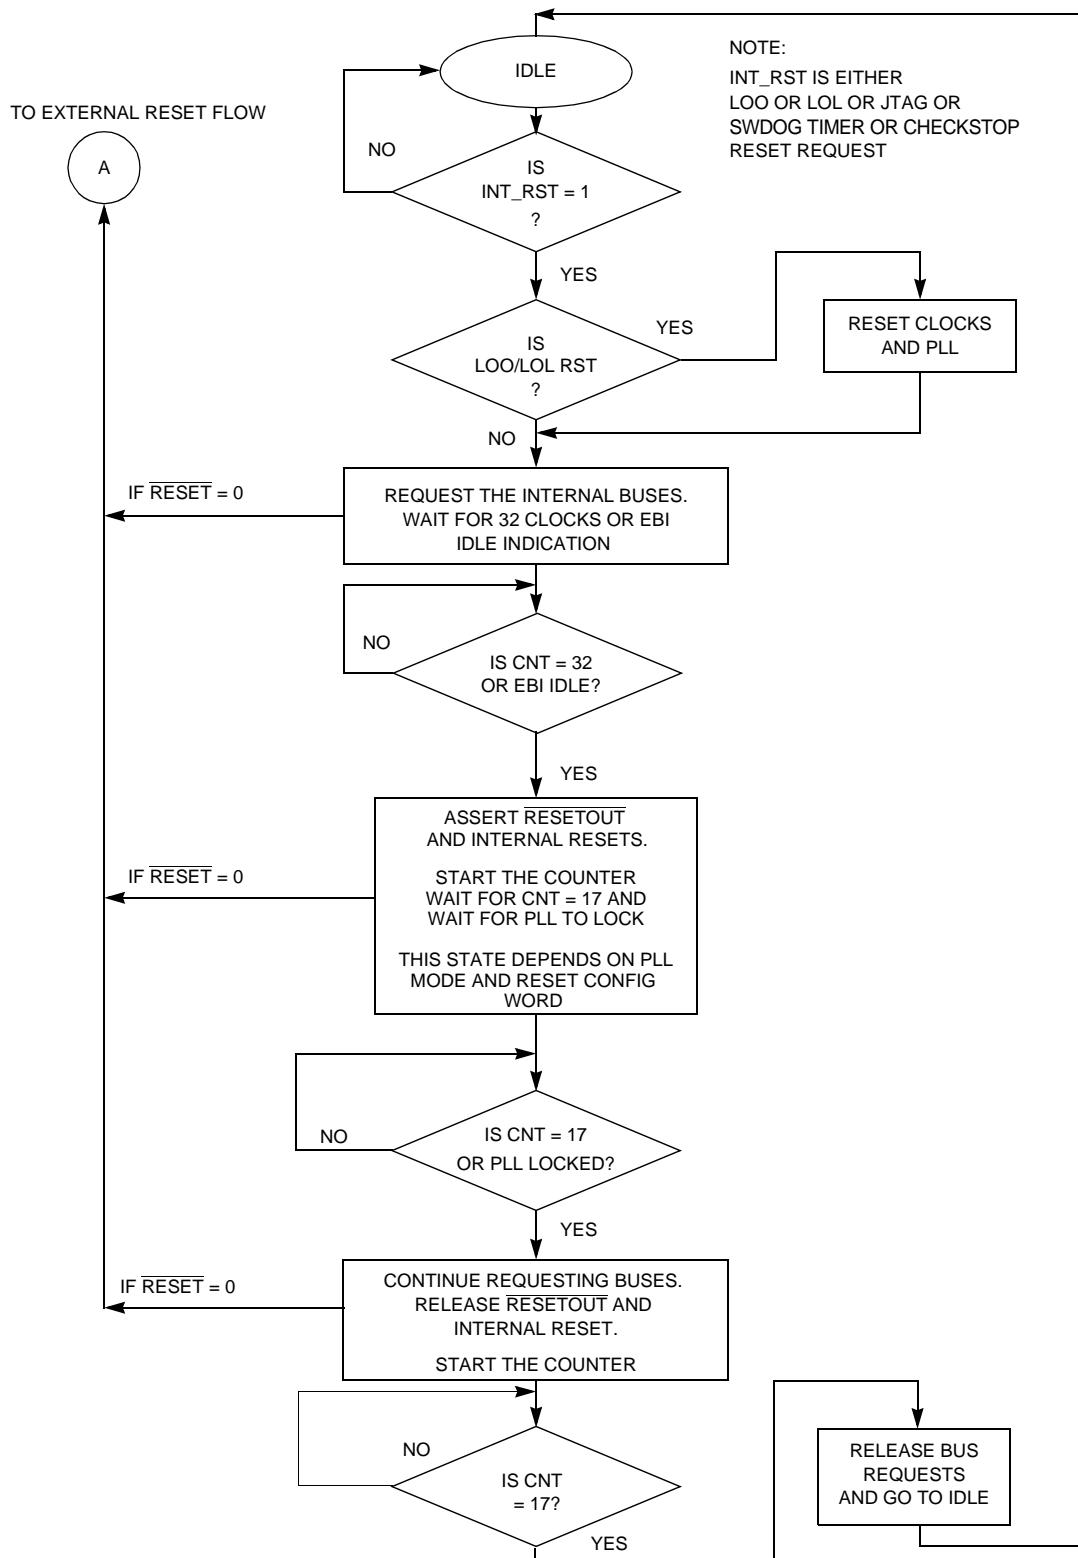 IDLE
NOTE:
INT_RST IS EITHER
LOO OR LOL OR JTAG OR
SWDOG TIMER OR CHECKSTOP
RESET REQUEST
TO EXTERNAL RESET FLOW
A
NO
IS
INT_RST = 1
?
YES
IS
LOO/LOL RST
?
YES
RESET CLOCKS
AND PLL
NO
IF RESET = 0
REQUEST THE INTERNAL BUSES.
WAIT FOR 32 CLOCKS OR EBI
IDLE INDICATION
NO
IS CNT = 32
OR EBI IDLE?
YES
IF RESET = 0
ASSERT RESETOUT
AND INTERNAL RESETS.
START THE COUNTER
WAIT FOR CNT = 17 AND
WAIT FOR PLL TO LOCK
THIS STATE DEPENDS ON PLL
MODE AND RESET CONFIG
WORD
NO
IS CNT = 17
OR PLL LOCKED?
YES
IF RESET = 0
CONTINUE REQUESTING BUSES.
RELEASE RESETOUT AND
INTERNAL RESET.
START THE COUNTER
NO
IS CNT
= 17?
YES
RELEASE BUS
REQUESTS
AND GO TO IDLE